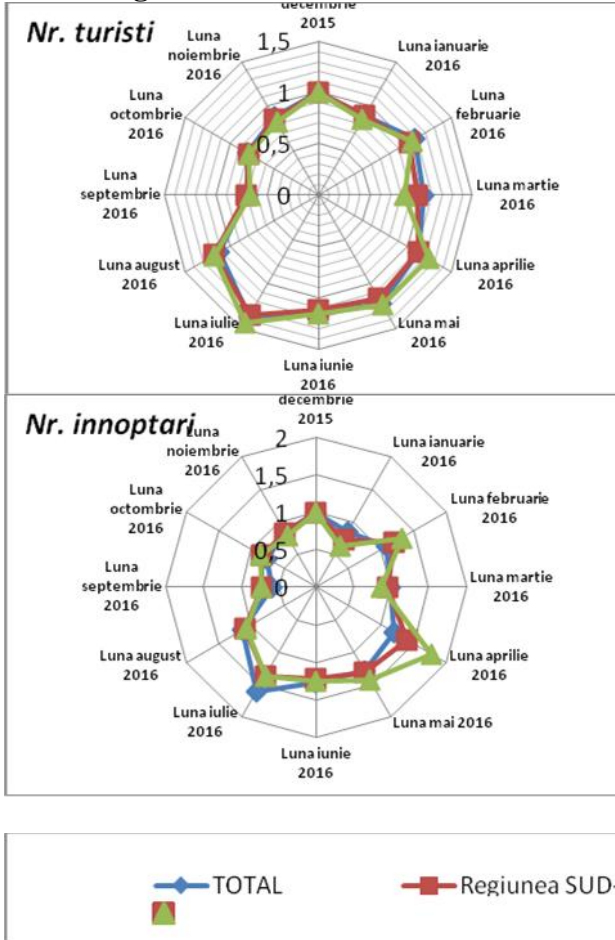 Nr. turisti
decembrie
2015
Luna ianuarie
2016
Luna
februarie
2016
Luna martie
2016
Luna aprilie
2016
Luna mai
2016
Luna iunie
2016
Luna iulie
2016
Luna august
2016
Luna
septembrie
2016
Luna
octombrie
2016
Luna
noiembrie
2016
1,5
1
0,5
0
Nr. innoptari
decembrie
2015
Luna ianuarie
2016
Luna februarie
2016
Luna martie
2016
Luna aprilie
2016
Luna mai 2016
Luna iunie
2016
Luna iulie
2016
Luna august
2016
Luna
septembrie
2016
Luna
octombrie
2016
Luna
noiembrie
2016
2
1,5
1
0,5
0
TOTAL
Regiunea SUD-